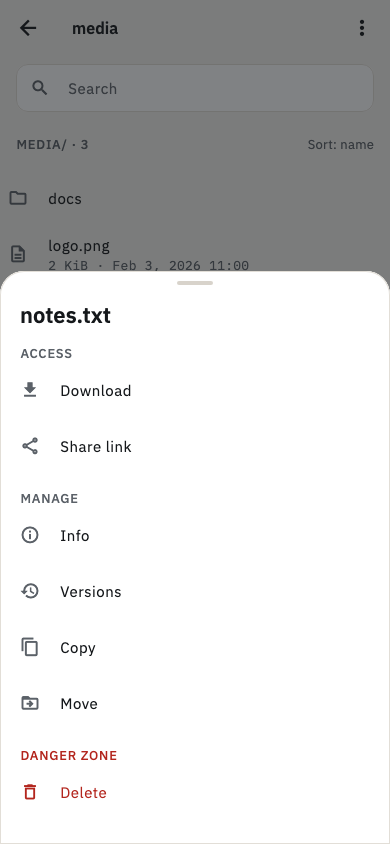 media
Search
MEDIA/ · 3
Sort: name
docs
logo.png
2 KiB · Feb 3, 2026 11:00
notes.txt
ACCESS
Download
Share link
MANAGE
Info
Versions
Copy
Move
DANGER ZONE
Delete